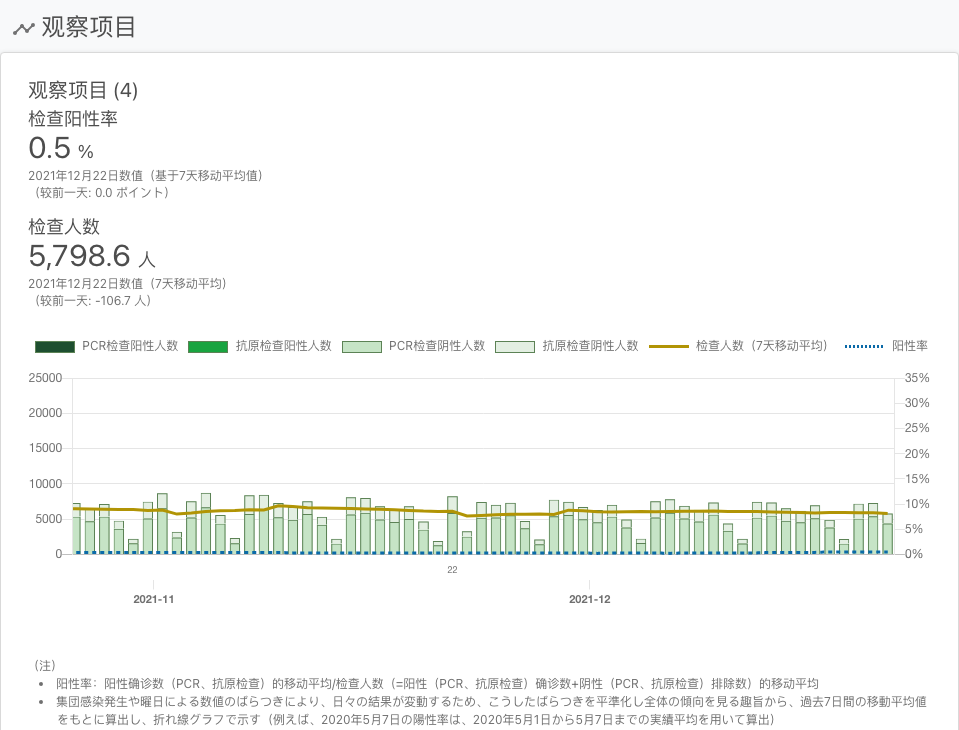 观察项目
观察项目 (4)
检查阳性率
0.5 %
2021年12月22日数值（基于7天移动平均值）
（较前一天: 0.0 ポイント）
检查人数
5,798.6 人
2021年12月22日数值（7天移动平均）
（较前一天: -106.7 人）
PCR检查阳性人数 抗原检查阳性人数 PCR检查阴性人数 抗原检查阴性人数 检查人数（7天移动平均） 阳性率
25000 35%
30%
20000
25%
15000
20%
15%
10000
10%
5000
5%
0 0%
22
2021-11 2021-12
（注）
• 阳性率：阳性确诊数（PCR、抗原检查）的移动平均/检查人数（=阳性（PCR、抗原检查）确诊数+阴性（PCR、抗原检查）排除数）的移动平均
• 集団感染発生や曜日による数値のばらつきにより、日々の結果が変動するため、こうしたばらつきを平準化し全体の傾向を見る趣旨から、過去7日間の移動平均値
をもとに算出し、折れ線グラフで示す（例えば、2020年5月7日の陽性率は、2020年5月1日から5月7日までの実績平均を用いて算出）